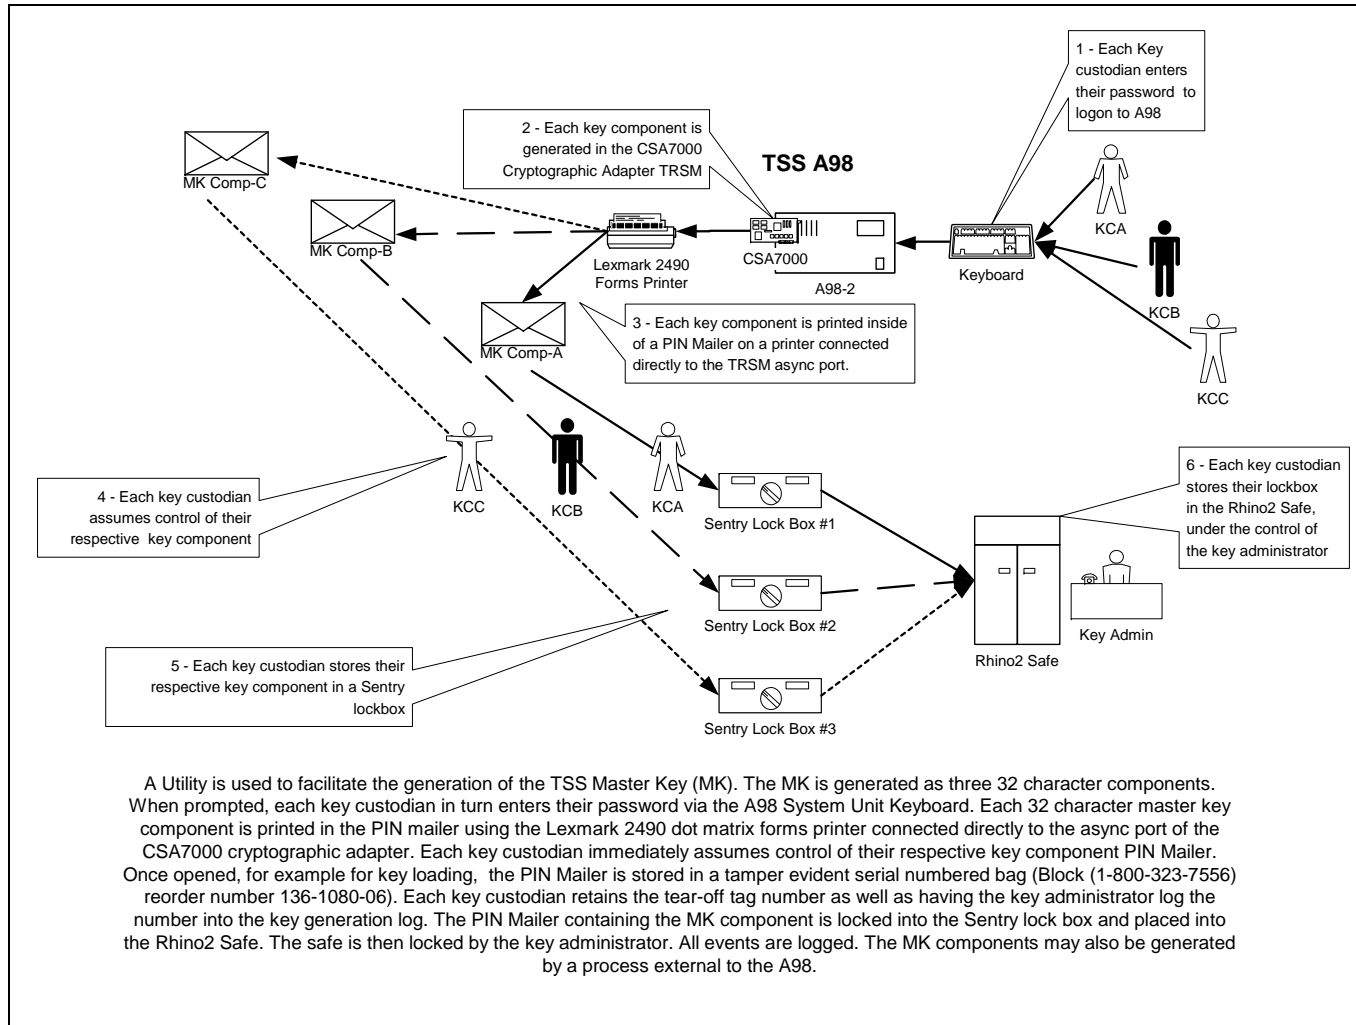 1 - Each Key
custodian enters
their password to
logon to A98
2 - Each key component is
generated in the CSA7000
Cryptographic Adapter TRSM
TSS A98
MK Comp-C
MK Comp-B
Lexmark 2490
Forms Printer
CSA7000
A98-2
Keyboard
KCA
KCB
KCC
MK Comp-A
3 - Each key component is printed inside
of a PIN Mailer on a printer connected
directly to the TRSM async port.
4 - Each key custodian
assumes control of their
respective key component
KCC
KCB
KCA
Sentry Lock Box #1
6 - Each key custodian
stores their lockbox
in the Rhino2 Safe,
under the control of
the key administrator
Sentry Lock Box #2
Key Admin
Rhino2 Safe
5 - Each key custodian stores their
respective key component in a Sentry
lockbox
Sentry Lock Box #3
A Utility is used to facilitate the generation of the TSS Master Key (MK). The MK is generated as three 32 character components.
When prompted, each key custodian in turn enters their password via the A98 System Unit Keyboard. Each 32 character master key
component is printed in the PIN mailer using the Lexmark 2490 dot matrix forms printer connected directly to the async port of the
CSA7000 cryptographic adapter. Each key custodian immediately assumes control of their respective key component PIN Mailer.
Once opened, for example for key loading, the PIN Mailer is stored in a tamper evident serial numbered bag (Block (1-800-323-7556)
reorder number 136-1080-06). Each key custodian retains the tear-off tag number as well as having the key administrator log the
number into the key generation log. The PIN Mailer containing the MK component is locked into the Sentry lock box and placed into
the Rhino2 Safe. The safe is then locked by the key administrator. All events are logged. The MK components may also be generated
by a process external to the A98.